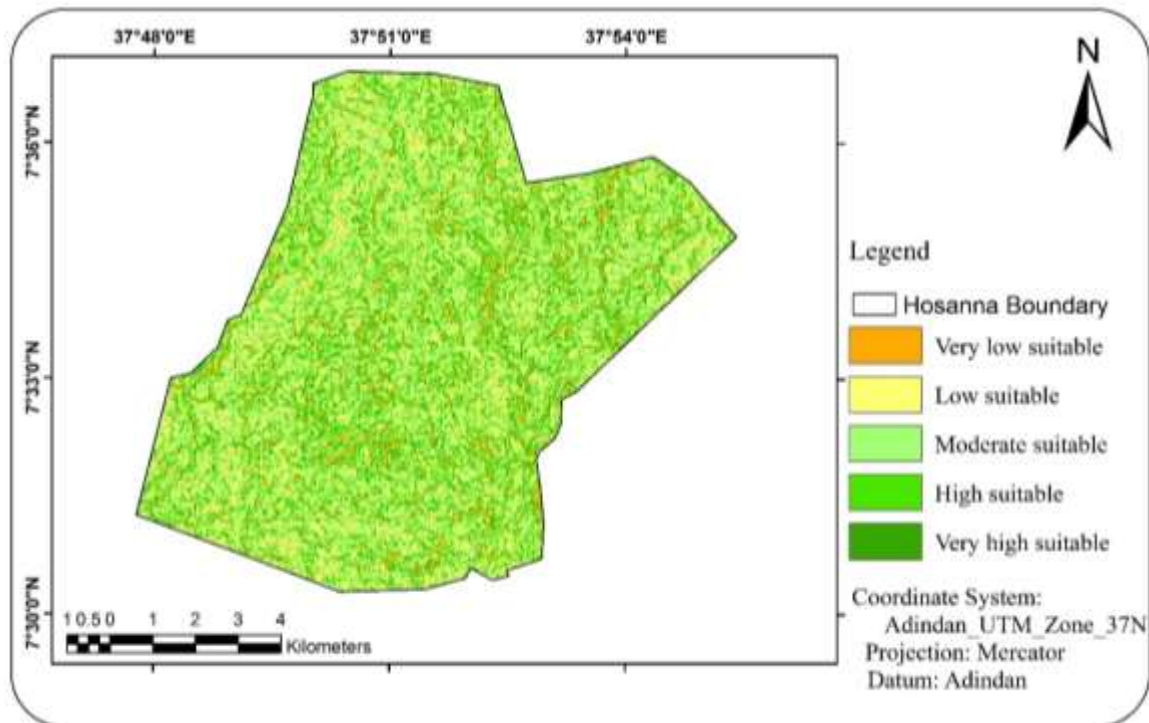 37°48'0"E 37°51'0"E 37°54'0"E
N
7°36'0"N
7°33'0"N
7°30'0"N
Legend
Hosanna Boundary
Very low suitable
Low suitable
Moderate suitable
High suitable
Very high suitable
Coordinate System:
Adindan_UTM_Zone_37N
Projection: Mercator
Datum: Adindan
1 0.5 0 1 2 3 4
Kilometers